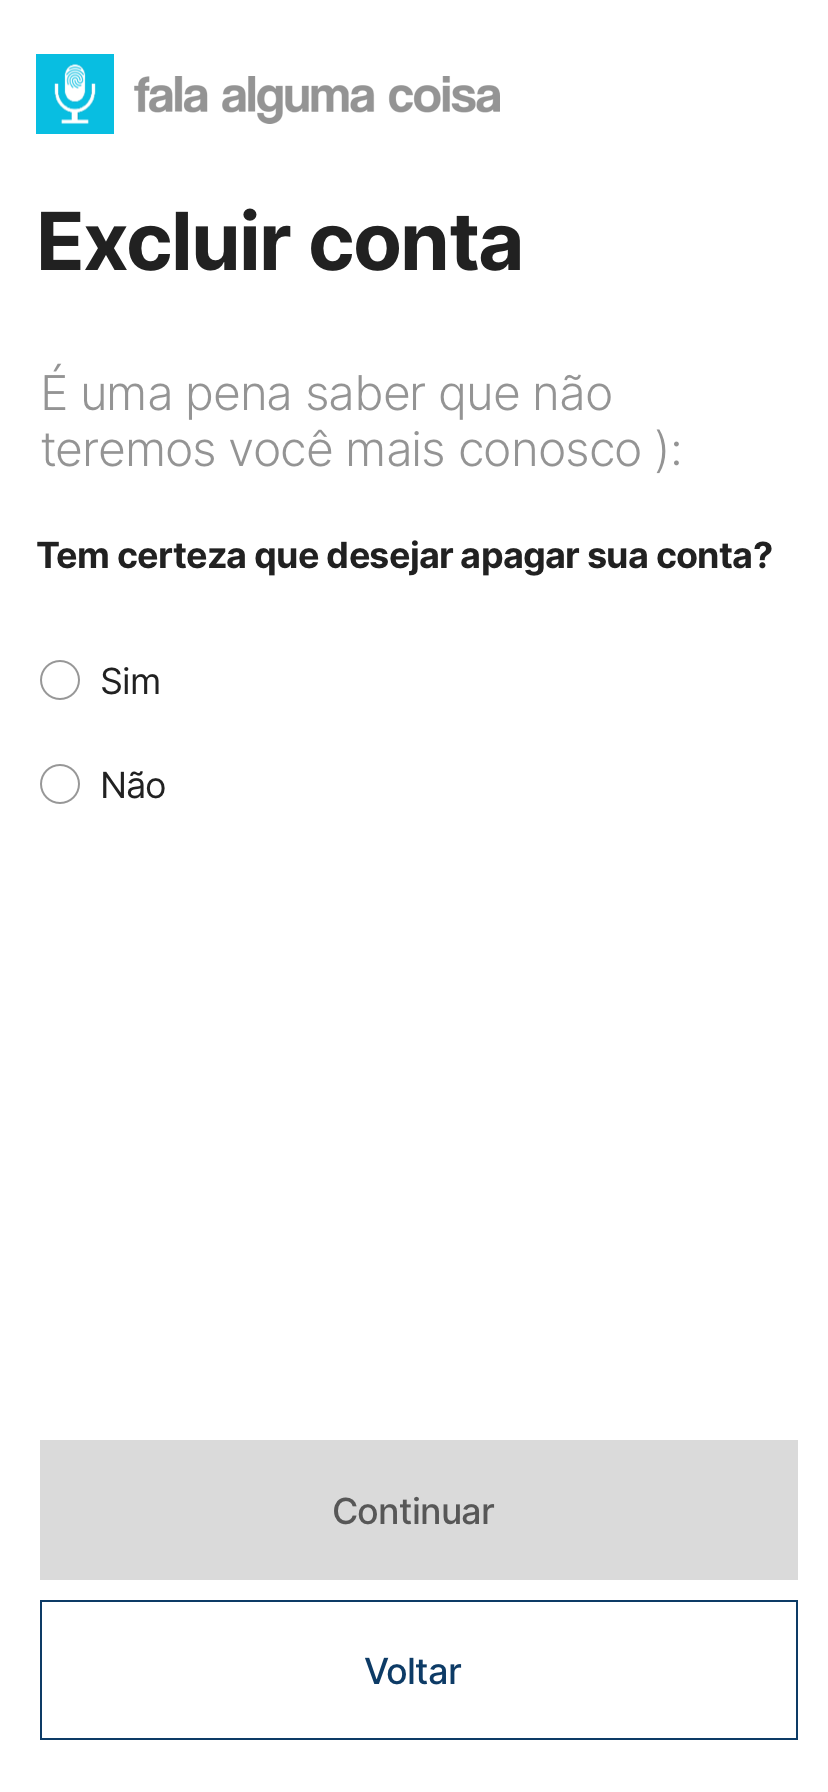 fala alguma coisa
Excluir conta
É uma pena saber que não
teremos você mais conosco ):
Tem certeza que desejar apagar sua conta?
Sim
Não
Continuar
Voltar